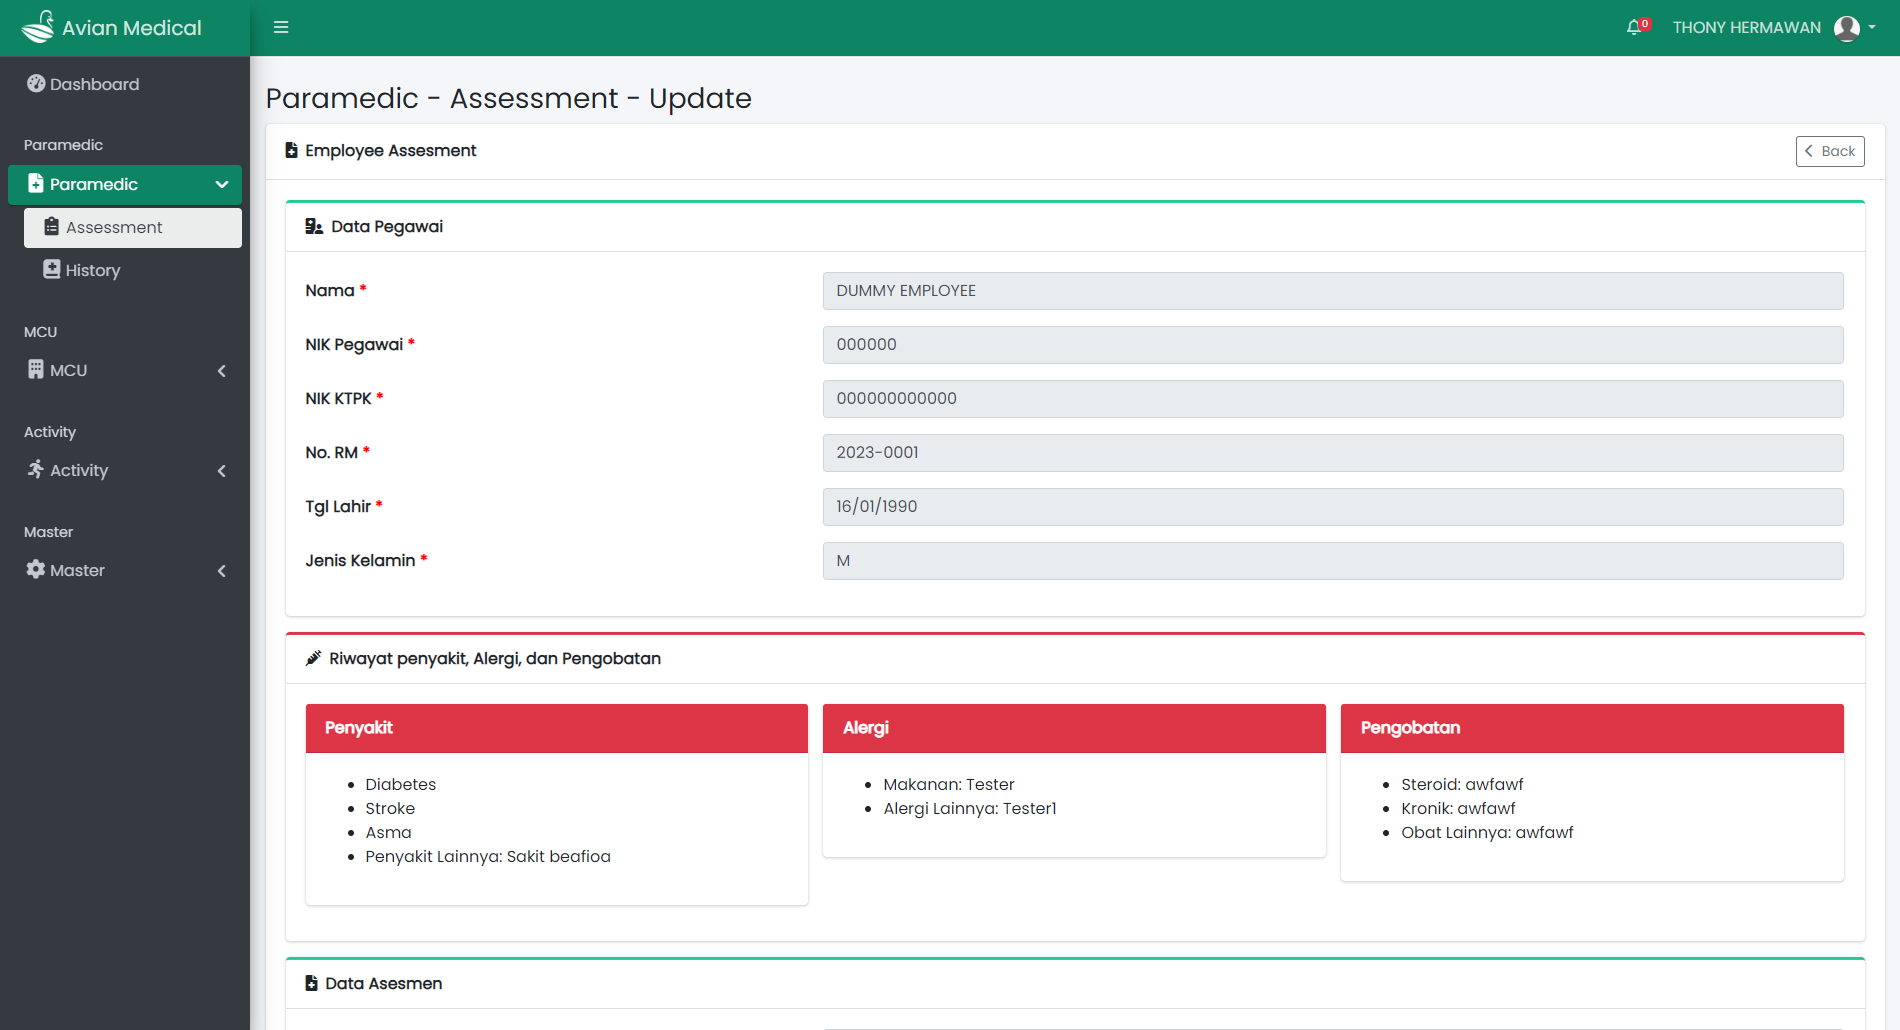 Avian Medical
0
THONY HERMAWAN
Dashboard
Paramedic
Paramedic
Assessment
History
MCU
MCU
Activity
Activity
Master
Master
Paramedic - Assessment - Update
Employee Assesment
Back
Data Pegawai
Nama *
DUMMY EMPLOYEE
NIK Pegawai *
000000
NIK KTPK *
000000000000
No. RM *
2023-0001
Tgl Lahir *
16/01/1990
Jenis Kelamin *
M
Riwayat penyakit, Alergi, dan Pengobatan
Penyakit
• Diabetes
• Stroke
• Asma
• Penyakit Lainnya: Sakit beafioa
Alergi
• Makanan: Tester
• Alergi Lainnya: Tester1
Pengobatan
• Steroid: awfawf
• Kronik: awfawf
• Obat Lainnya: awfawf
Data Asesmen